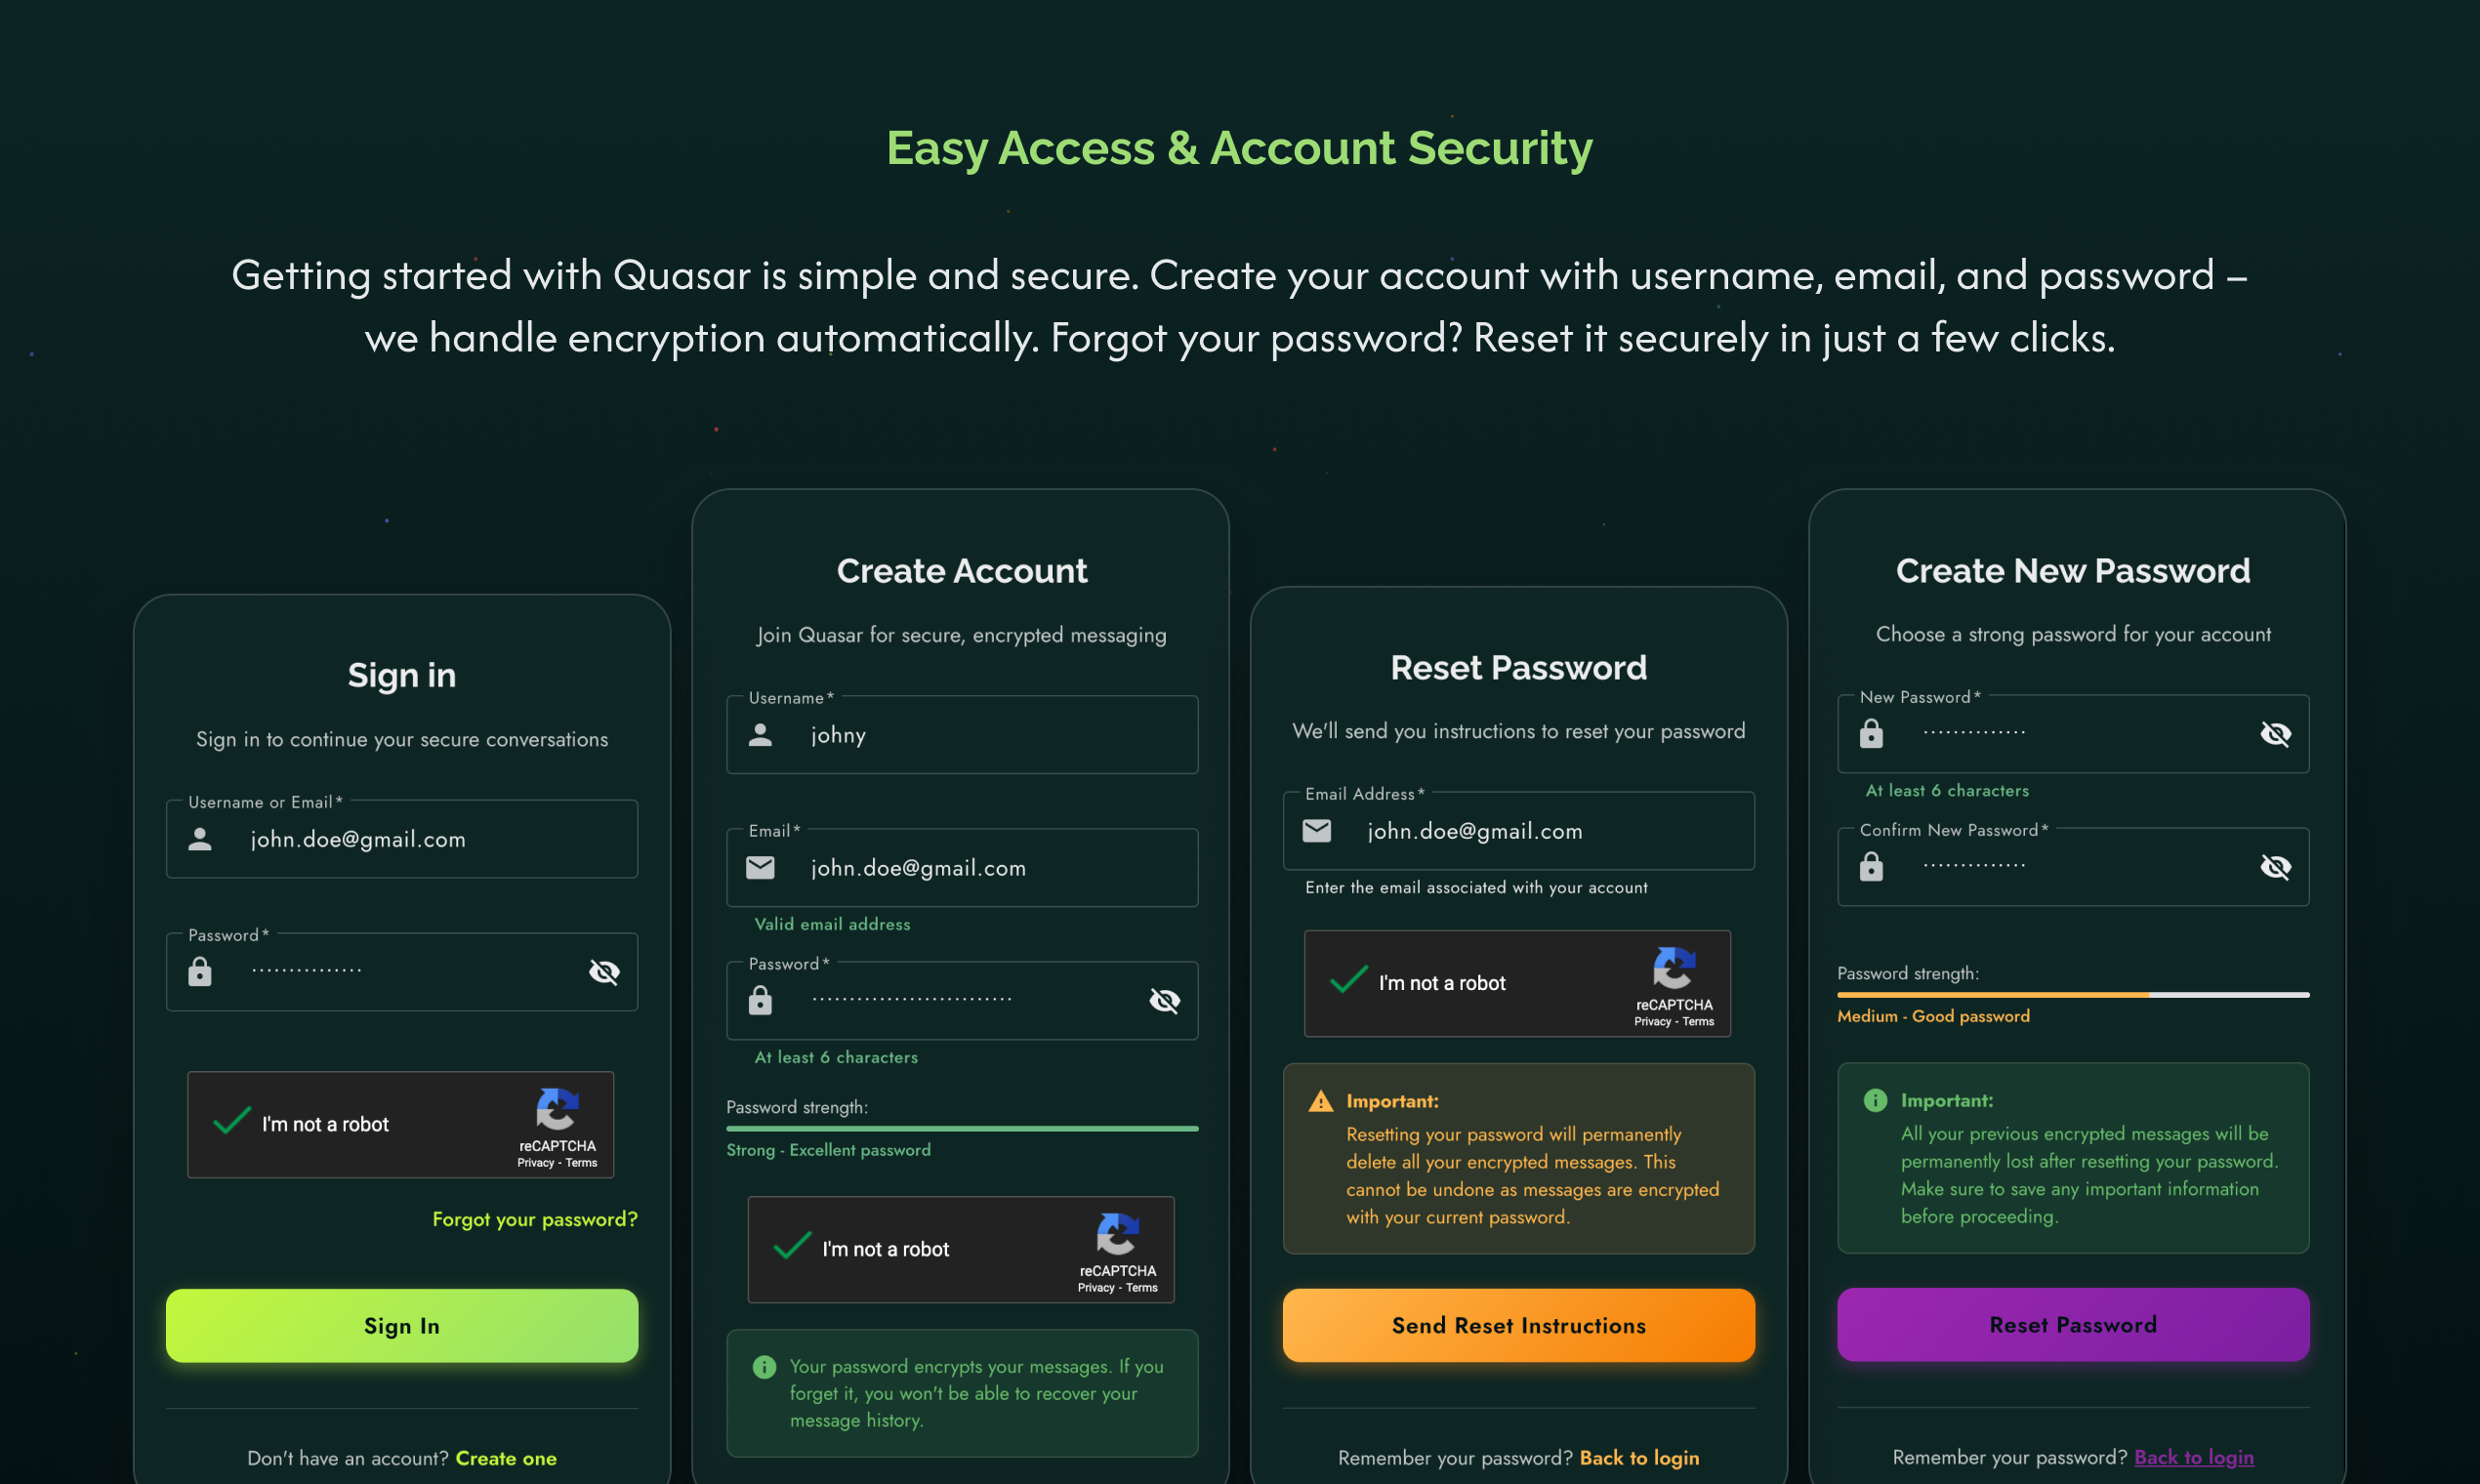 Easy Access & Account Security
Getting started with Quasar is simple and secure. Create your account with username, email, and password –
we handle encryption automatically. Forgot your password? Reset it securely in just a few clicks.
Sign in
Sign in to continue your secure conversations
Username or Email*
john.doe@gmail.com
Password*
I'm not a robot
reCAPTCHA
Privacy - Terms
Forgot your password?
Sign In
Don't have an account? Create one
Create Account
Join Quasar for secure, encrypted messaging
Username*
johny
Email*
john.doe@gmail.com
Valid email address
Password*
At least 6 characters
Password strength:
Strong - Excellent password
I'm not a robot
reCAPTCHA
Privacy - Terms
Your password encrypts your messages. If you
forget it, you won't be able to recover your
message history.
Reset Password
We'll send you instructions to reset your password
Email Address*
john.doe@gmail.com
Enter the email associated with your account
I'm not a robot
reCAPTCHA
Privacy - Terms
Important:
Resetting your password will permanently
delete all your encrypted messages. This
cannot be undone as messages are encrypted
with your current password.
Send Reset Instructions
Remember your password? Back to login
Create New Password
Choose a strong password for your account
New Password*
At least 6 characters
Confirm New Password*
Password strength:
Medium - Good password
Important:
All your previous encrypted messages will be
permanently lost after resetting your password.
Make sure to save any important information
before proceeding.
Reset Password
Remember your password? Back to login